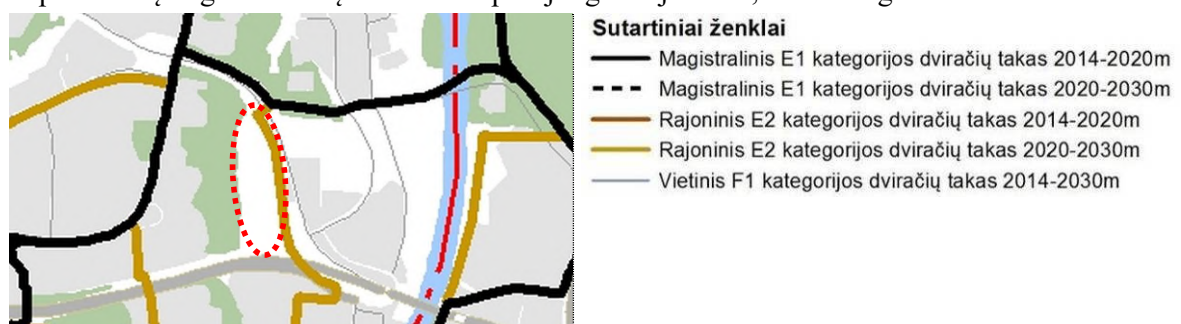 Sutartiniai ženklai
Magistralinis E1 kategorijos dviračių takas 2014-2020m
Magistralinis E1 kategorijos dviračių takas 2020-2030m
Rajoninis E2 kategorijos dviračių takas 2014-2020m
Rajoninis E2 kategorijos dviračių takas 2020-2030m
Vietinis F1 kategorijos dviračių takas 2014-2030m